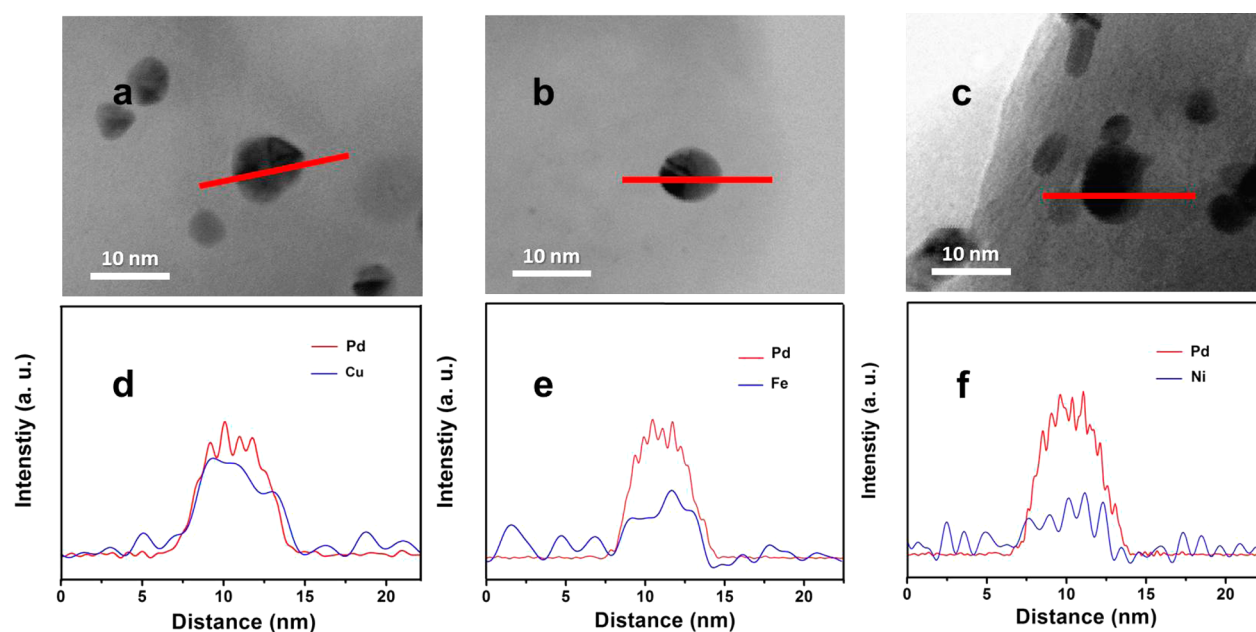 a
10 nm
b
10 nm
c
10 nm
Intenstiy (a. u.)
d
Pd
Cu
0 5 10 15 20
Distance (nm)
Intenstiy (a. u.)
e
Pd
Fe
0 5 10 15 20
Distance (nm)
Intenstiy (a. u.)
f
Pd
Ni
0 5 10 15 20
Distance (nm)